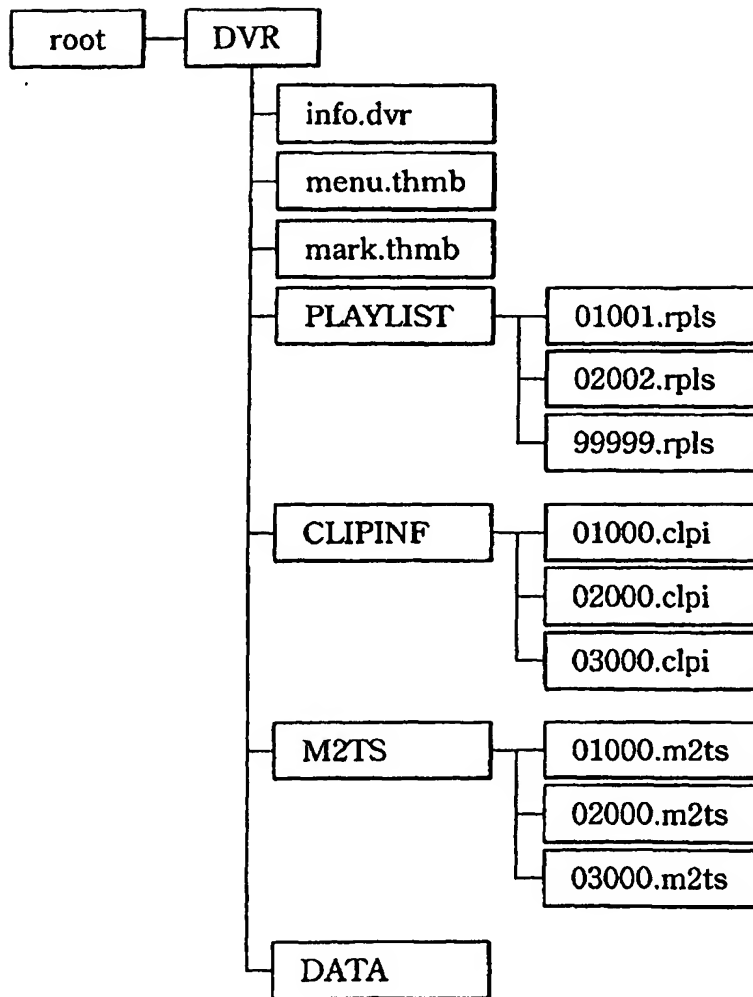 root
DVR
info.dvr
menu.thmb
mark.thmb
PLAYLIST
01001.rpls
02002.rpls
99999.rpls
CLIPINF
01000.clpi
02000.clpi
03000.clpi
M2TS
01000.m2ts
02000.m2ts
03000.m2ts
DATA